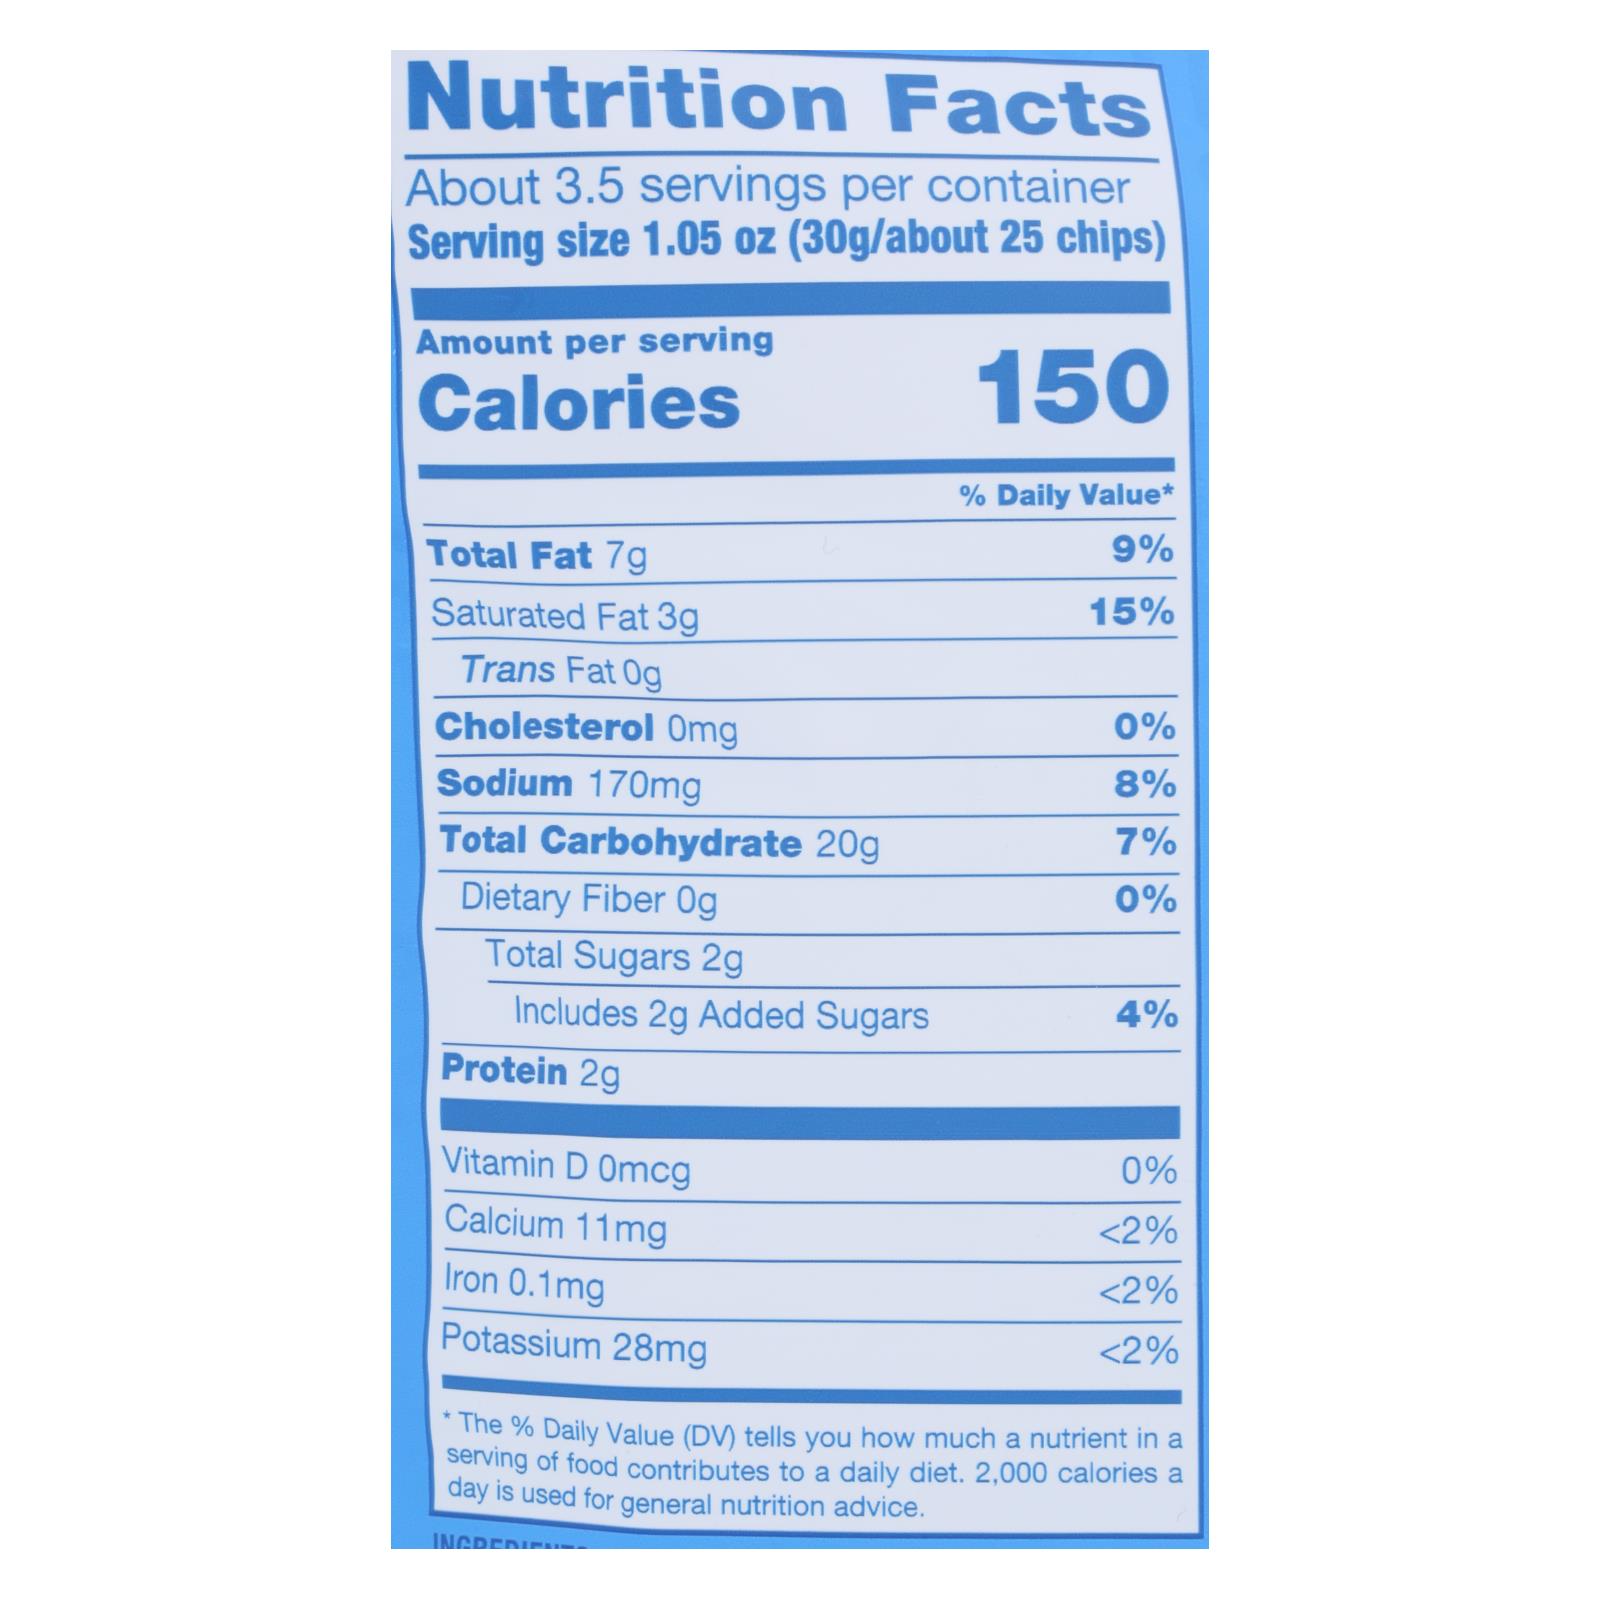 Nutrition Facts
About 3.5 servings per container
Serving size 1.05 oz (30g/about 25 chips)
Amount per serving
Calories 150
% Daily Value*
Total Fat 7g 9%
Saturated Fat 3g 15%
Trans Fat 0g
Cholesterol 0mg 0%
Sodium 170mg 8%
Total Carbohydrate 20g 7%
Dietary Fiber 0g 0%
Total Sugars 2g
Includes 2g Added Sugars 4%
Protein 2g
Vitamin D 0mcg 0%
Calcium 11mg <2%
Iron 0.1mg <2%
Potassium 28mg <2%
* The % Daily Value (DV) tells you how much a nutrient in a
serving of food contributes to a daily diet. 2,000 calories a
day is used for general nutrition advice.